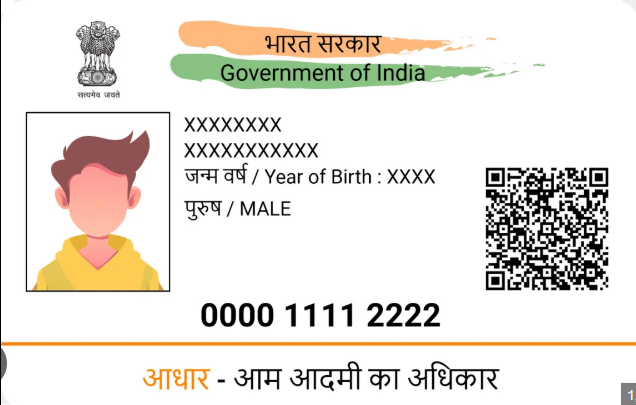 भारत सरकार
Government of India
सत्यमेव जयते
XXXXXXXX
XXXXXXXXXXX
जन्म वर्ष / Year of Birth : XXXX
पुरुष / MALE
0000 1111 2222
आधार - आम आदमी का अधिकार
1